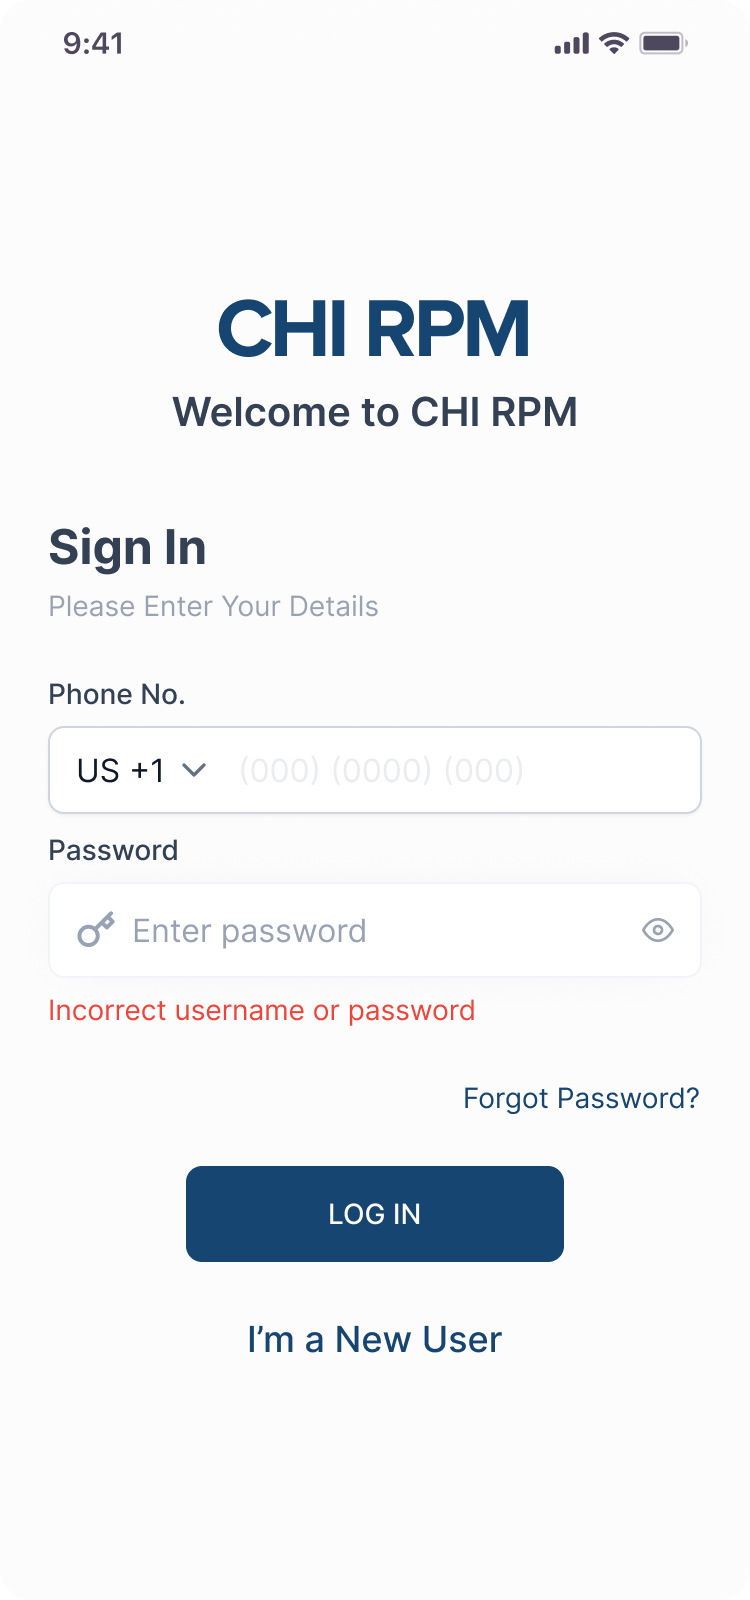 9:41
CHI RPM
Welcome to CHI RPM
Sign In
Please Enter Your Details
Phone No.
US +1 (000) (0000) (000)
Password
Enter password
Incorrect username or password
Forgot Password?
LOG IN
I’m a New User